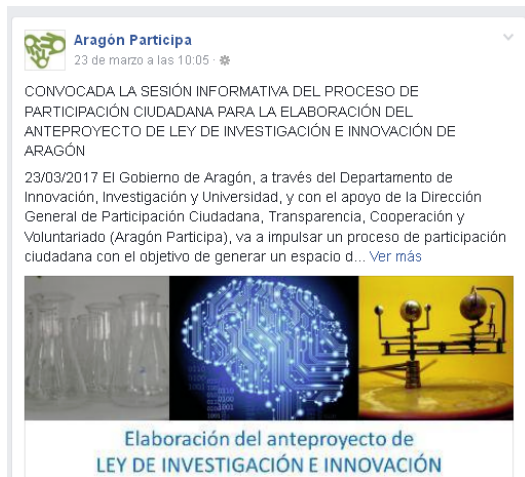 Aragón Participa
23 de marzo a las 10:05 ·
CONVOCADA LA SESIÓN INFORMATIVA DEL PROCESO DE
PARTICIPACIÓN CIUDADANA PARA LA ELABORACIÓN DEL
ANTEPROYECTO DE LEY DE INVESTIGACIÓN E INNOVACIÓN DE
ARAGÓN
23/03/2017 El Gobierno de Aragón, a través del Departamento de
Innovación, Investigación y Universidad, y con el apoyo de la Dirección
General de Participación Ciudadana, Transparencia, Cooperación y
Voluntariado (Aragón Participa), va a impulsar un proceso de participación
ciudadana con el objetivo de generar un espacio d... Ver más
Elaboración del anteproyecto de
LEY DE INVESTIGACIÓN E INNOVACIÓN